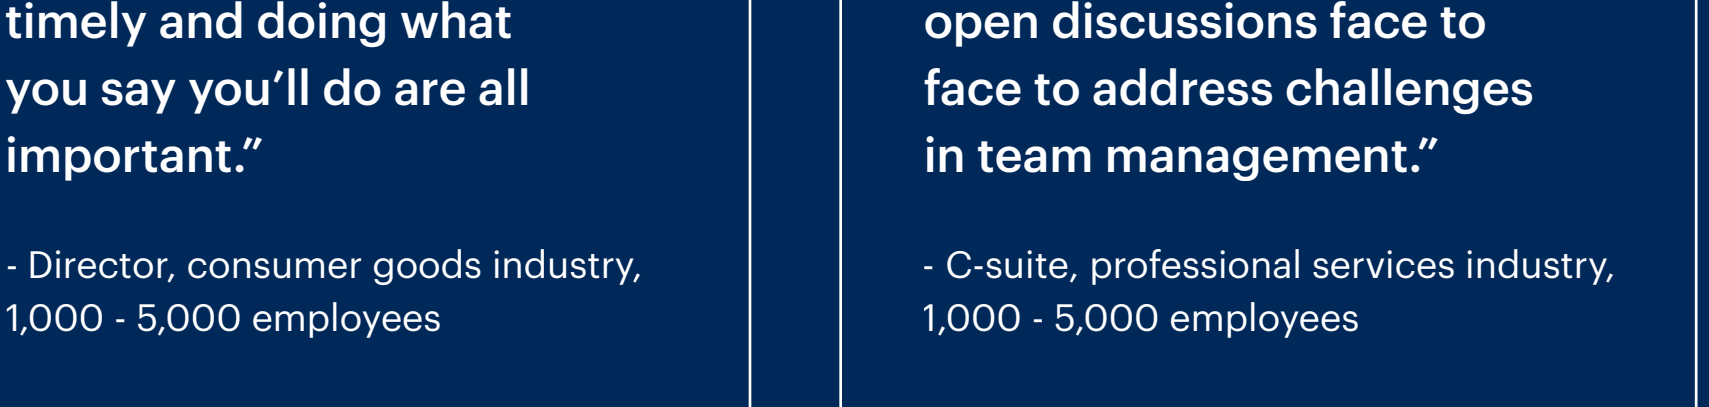 timely and doing what
you say you’ll do are all
important.”
- Director, consumer goods industry,
1,000 - 5,000 employees
open discussions face to
face to address challenges
in team management.”
- C-suite, professional services industry,
1,000 - 5,000 employees